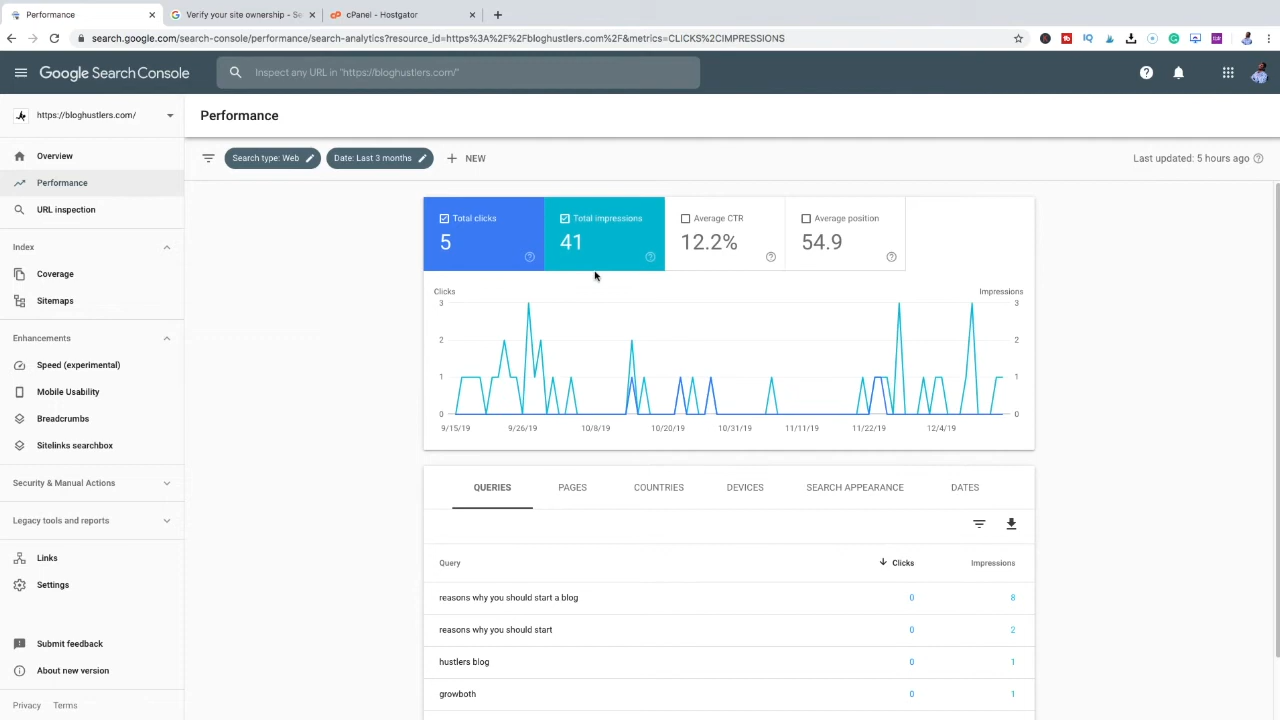 Performance
Verify your site ownership - Se
cPanel - Hostgator
search.google.com/search-console/performance/search-analytics?resource_id=https%3A%2F%2Fbloghustlers.com%2F&metrics=CLICKS%2CIMPRESSIONS
Google Search Console
Inspect any URL in "https://bloghustlers.com/"
https://bloghustlers.com/
Performance
Overview
Performance
URL inspection
Index
Coverage
Sitemaps
Enhancements
Speed (experimental)
Mobile Usability
Breadcrumbs
Sitelinks searchbox
Security & Manual Actions
Legacy tools and reports
Links
Settings
Submit feedback
About new version
Privacy Terms
Search type: Web
Date: Last 3 months
NEW
Last updated: 5 hours ago
Total clicks
5
Total impressions
41
Average CTR
12.2%
Average position
54.9
Clicks
Impressions
3 3
2 2
1 1
0 0
9/15/19 9/26/19 10/8/19 10/20/19 10/31/19 11/11/19 11/22/19 12/4/19
QUERIES PAGES COUNTRIES DEVICES SEARCH APPEARANCE DATES
Query Clicks Impressions
reasons why you should start a blog 0 8
reasons why you should start 0 2
hustlers blog 0 1
growboth 0 1